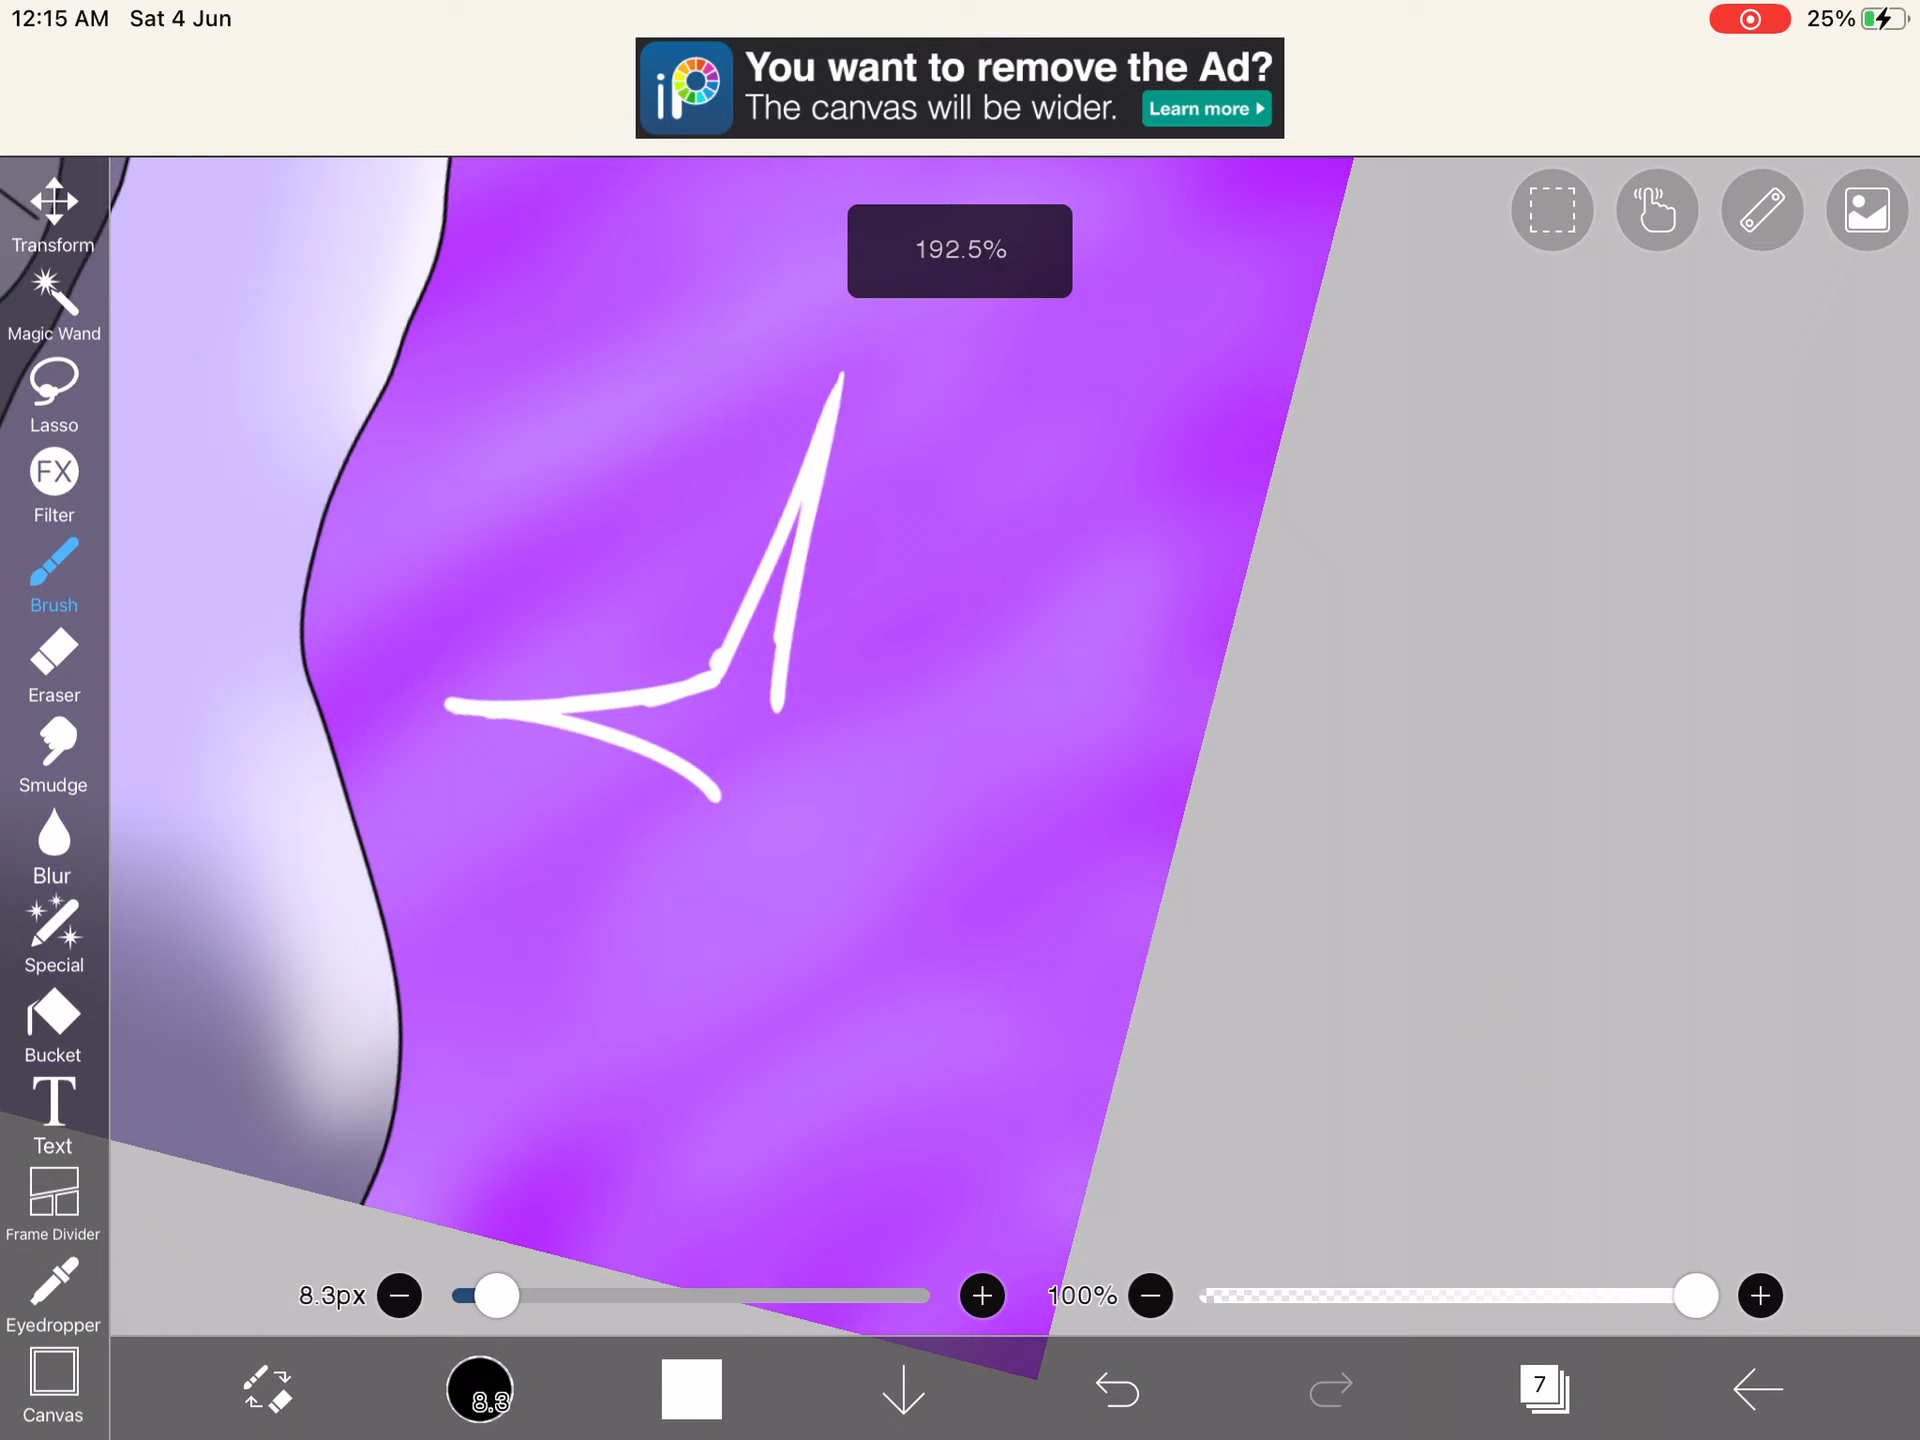 12:15 AM Sat 4 Jun
25%
iP
You want to remove the Ad?
The canvas will be wider.
Learn more
192.5%
Transform
Magic Wand
Lasso
FX
Filter
Brush
Eraser
Smudge
Blur
Special
Bucket
T
Text
Frame Divider
Eyedropper
Canvas
8.3px
100%
8.3
7